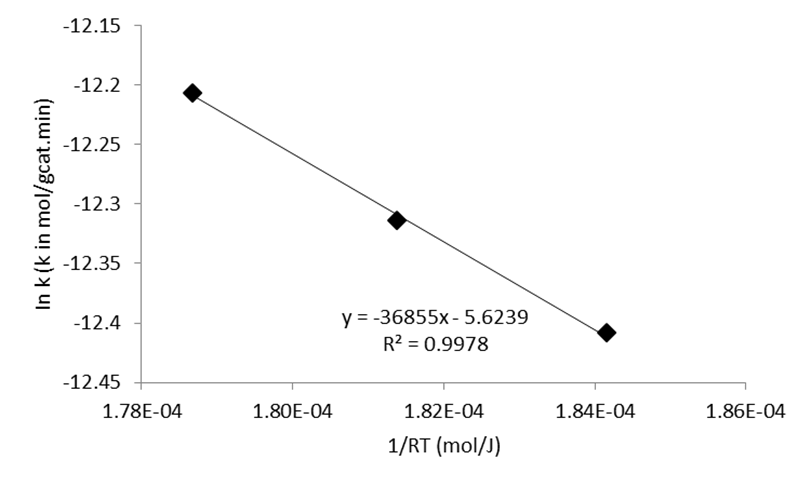 -12.15
-12.2
-12.25
-12.3
-12.35
-12.4
-12.45
ln k (k in mol/gcat.min)
y = -36855x - 5.6239
R² = 0.9978
1.78E-04 1.80E-04 1.82E-04 1.84E-04 1.86E-04
1/RT (mol/J)